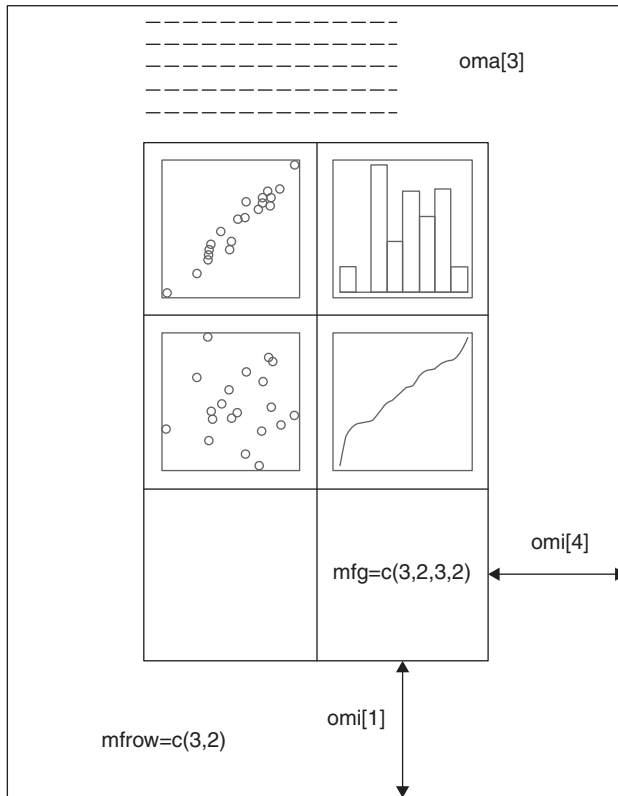 oma[3]
mfg=c(3,2,3,2)
omi[4]
omi[1]
mfrow=c(3,2)